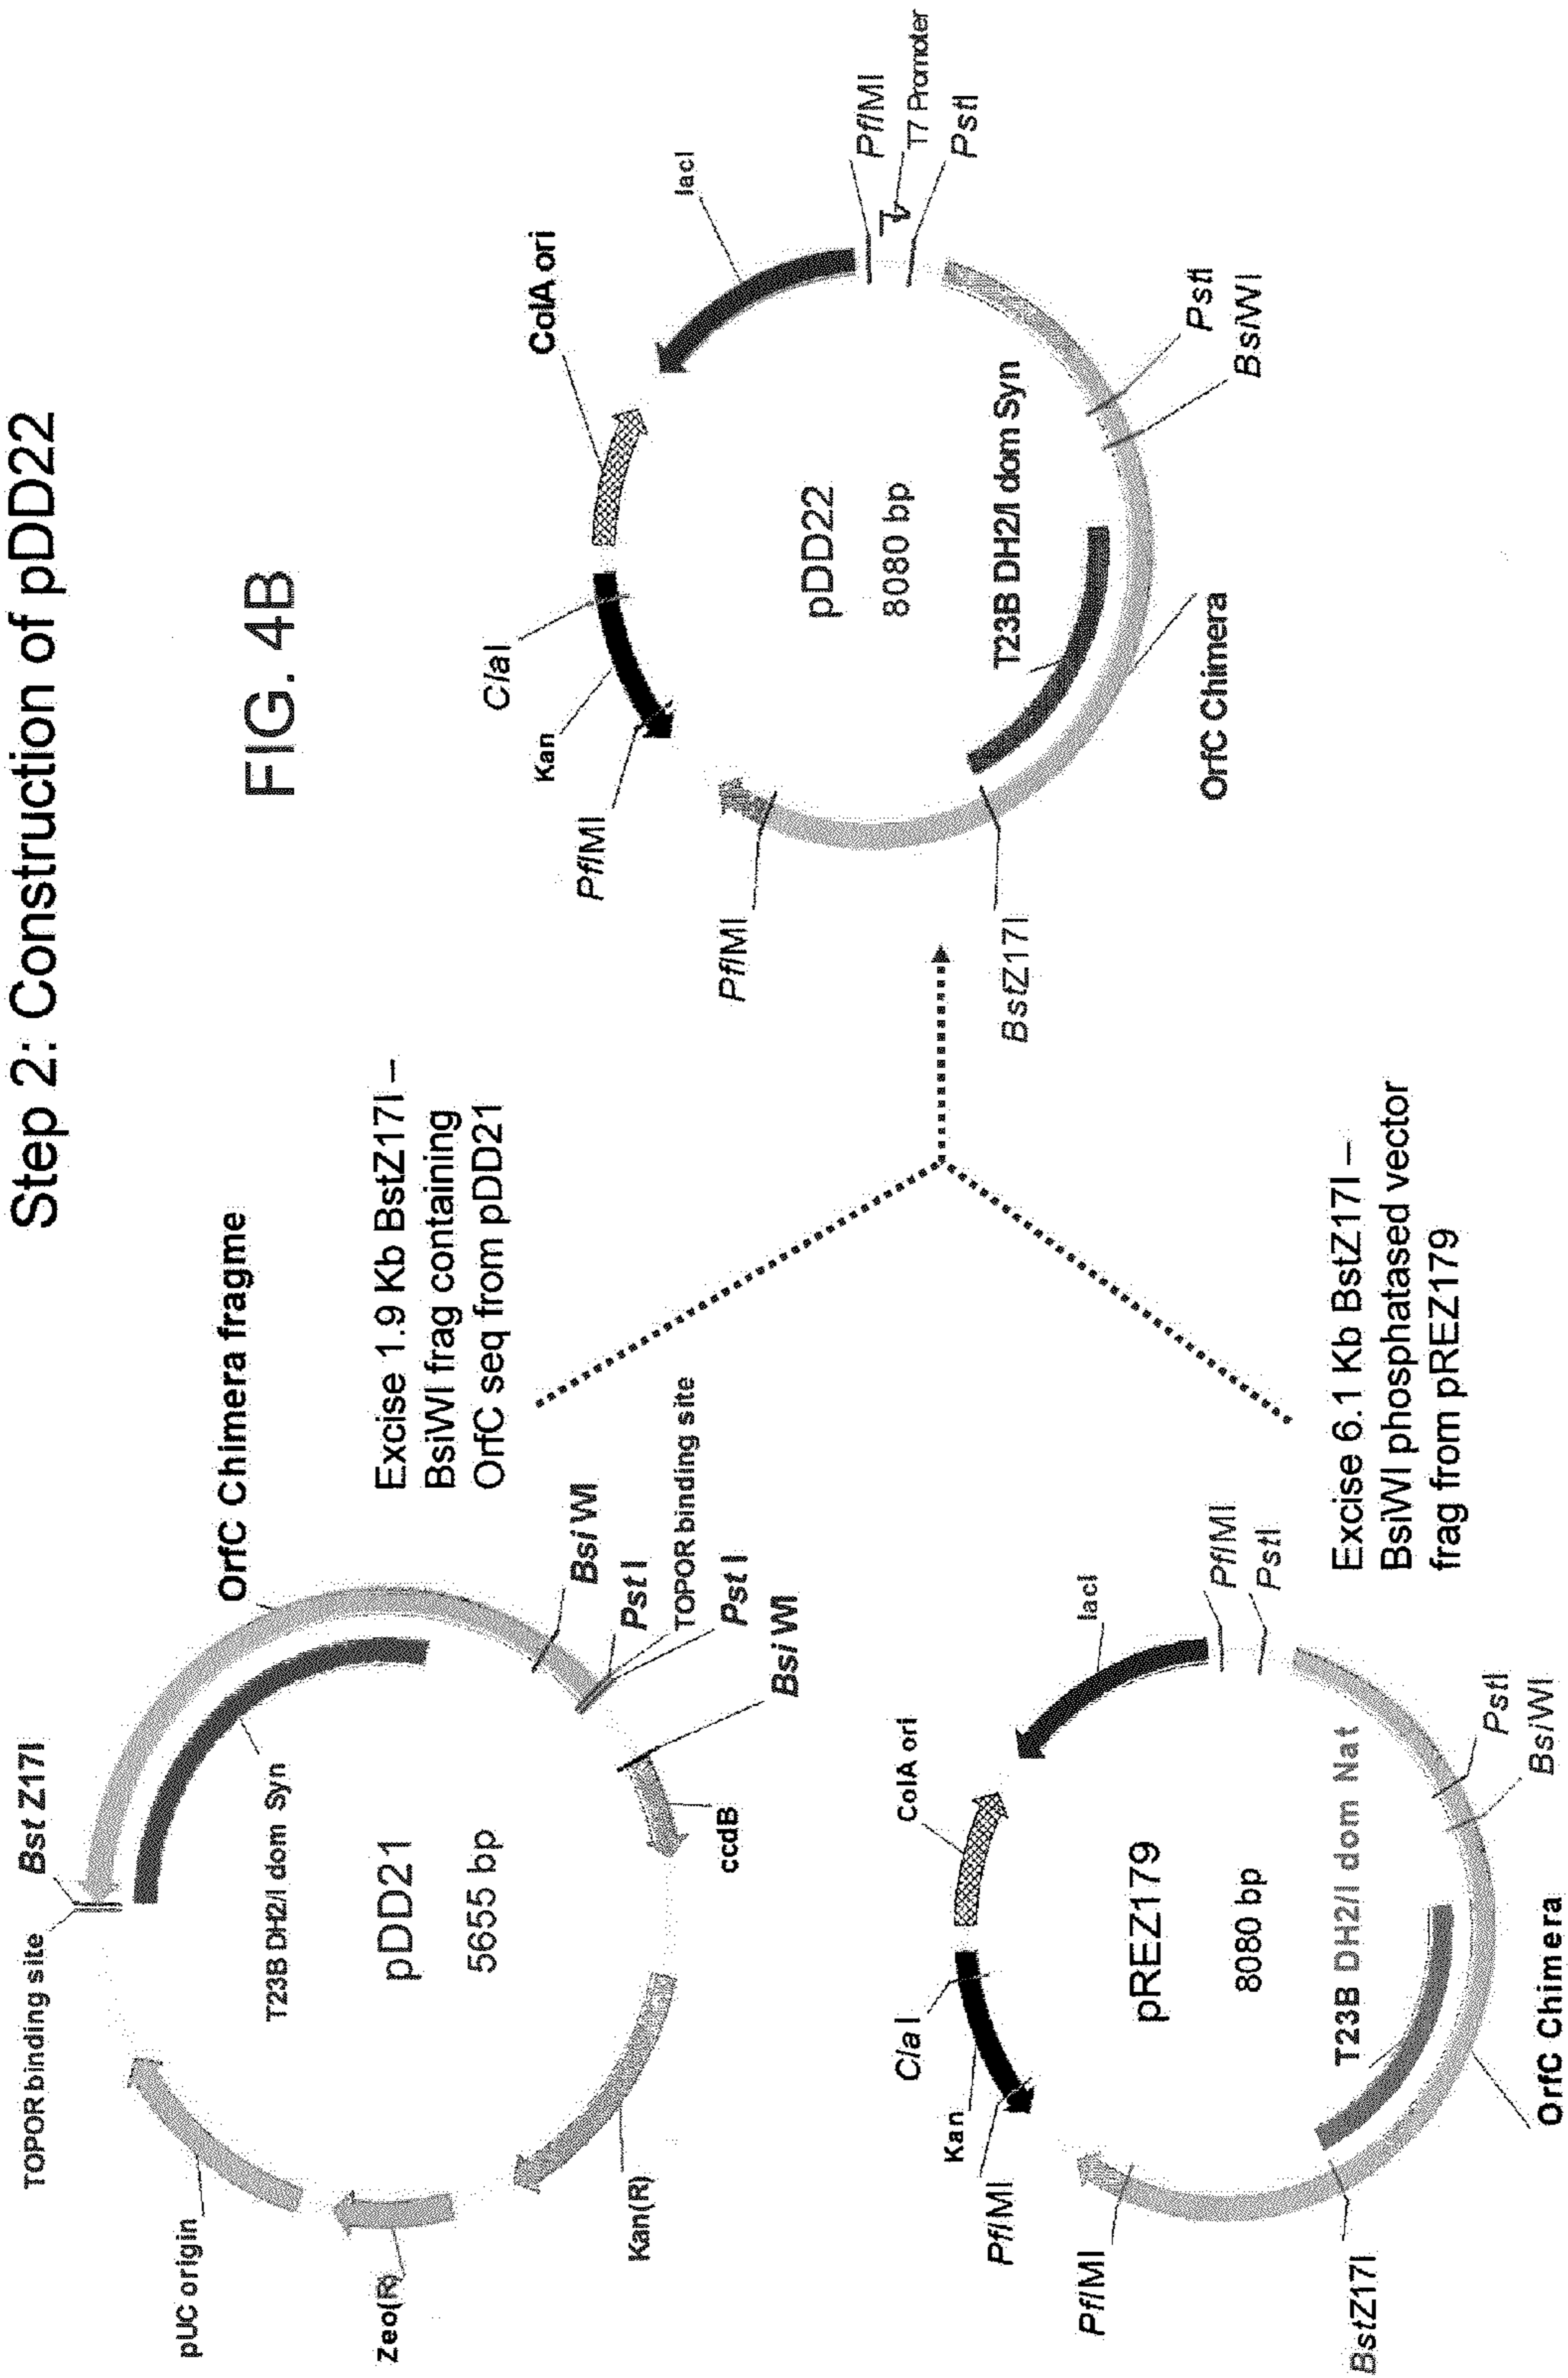 Step 2: Construction of pDD22
FIG. 4B
TOPOR binding site
Bst Z17I
OrfC Chimera fragme
pUC origin
T23B DH2/I dom Syn
pDD21
5655 bp
Zeo(R)
Kan(R)
ccdB
Bsi WI
Pst I
TOPOR binding site
Pst I
Bsi WI
Excise 1.9 Kb BstZ17I –
BsiWI frag containing
OrfC seq from pDD21
ColA ori
lacI
ClaI
Kan
PflMI
PflMI
pREZ179
8080 bp
T23B DH2/I dom Nat
PflMI
PstI
PstI
BsiWI
BstZ17I
OrfC Chimera
Excise 6.1 Kb BstZ17I –
BsiWI phosphatased vector
frag from pREZ179
ColA ori
lacI
ClaI
Kan
PflMI
PflMI
pDD22
8080 bp
T23B DH2/I dom Syn
PflMI
T7 Promoter
PstI
PstI
BsiWI
BstZ17I
OrfC Chimera